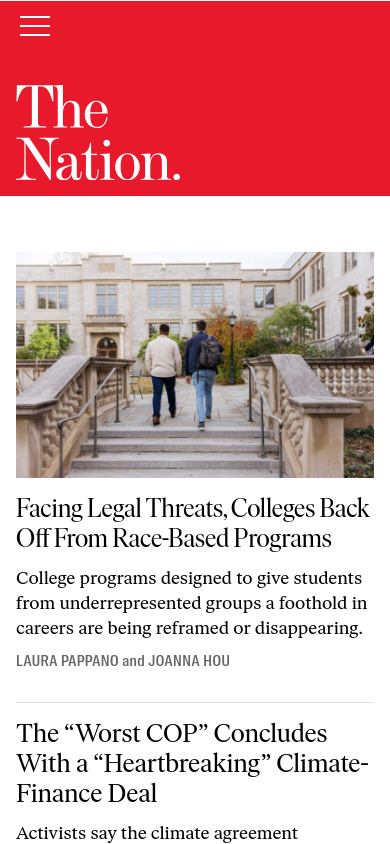 The
Nation.
Facing Legal Threats, Colleges Back
Off From Race-Based Programs
College programs designed to give students
from underrepresented groups a foothold in
careers are being reframed or disappearing.
LAURA PAPPANO and JOANNA HOU
The “Worst COP” Concludes
With a “Heartbreaking” Climate-
Finance Deal
Activists say the climate agreement